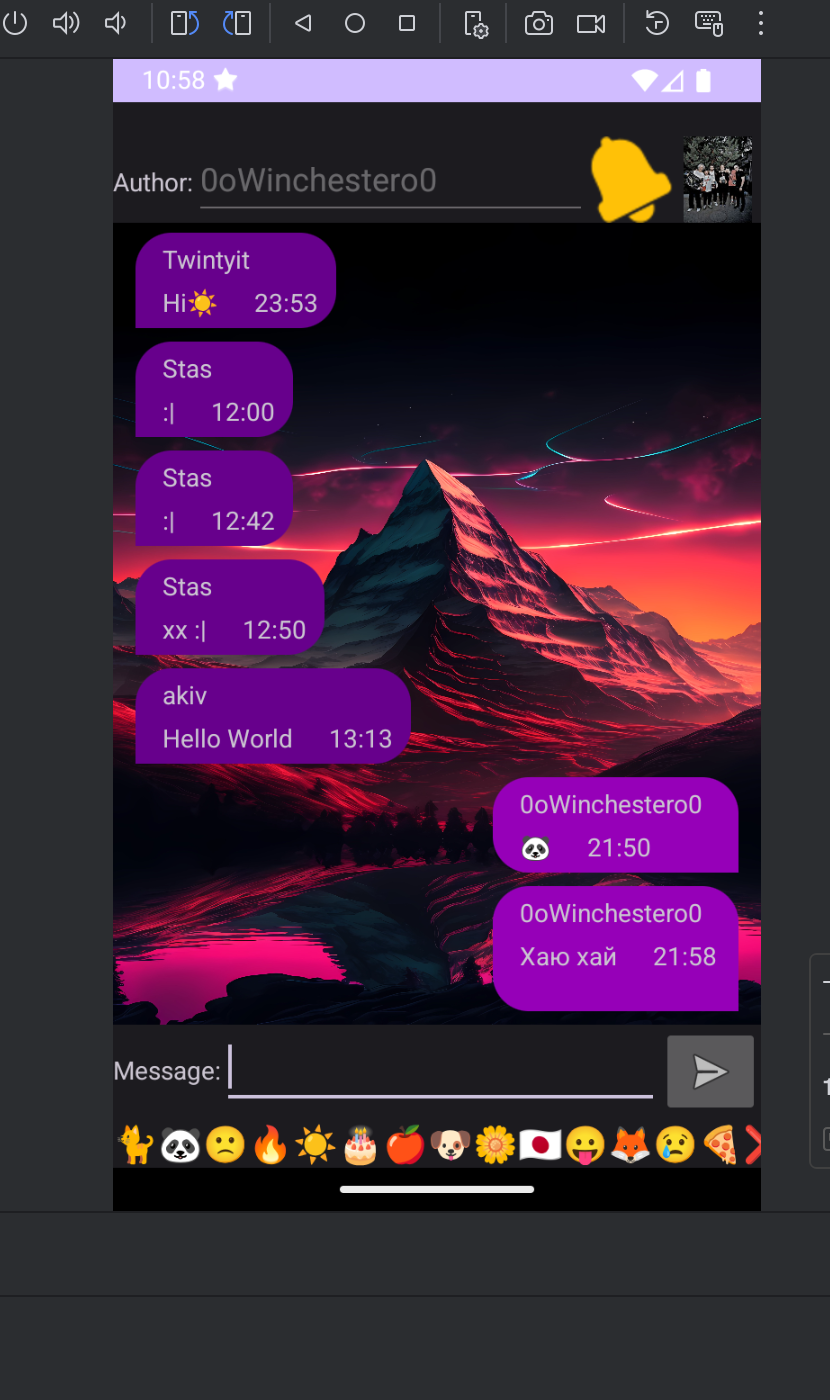 10:58
Author: 0oWinchestero0
Twintyit
Hi☀️ 23:53
Stas
:| 12:00
Stas
:| 12:42
Stas
xx :| 12:50
akiv
Hello World 13:13
0oWinchestero0
🐼 21:50
0oWinchestero0
Хаю хай 21:58
Message: